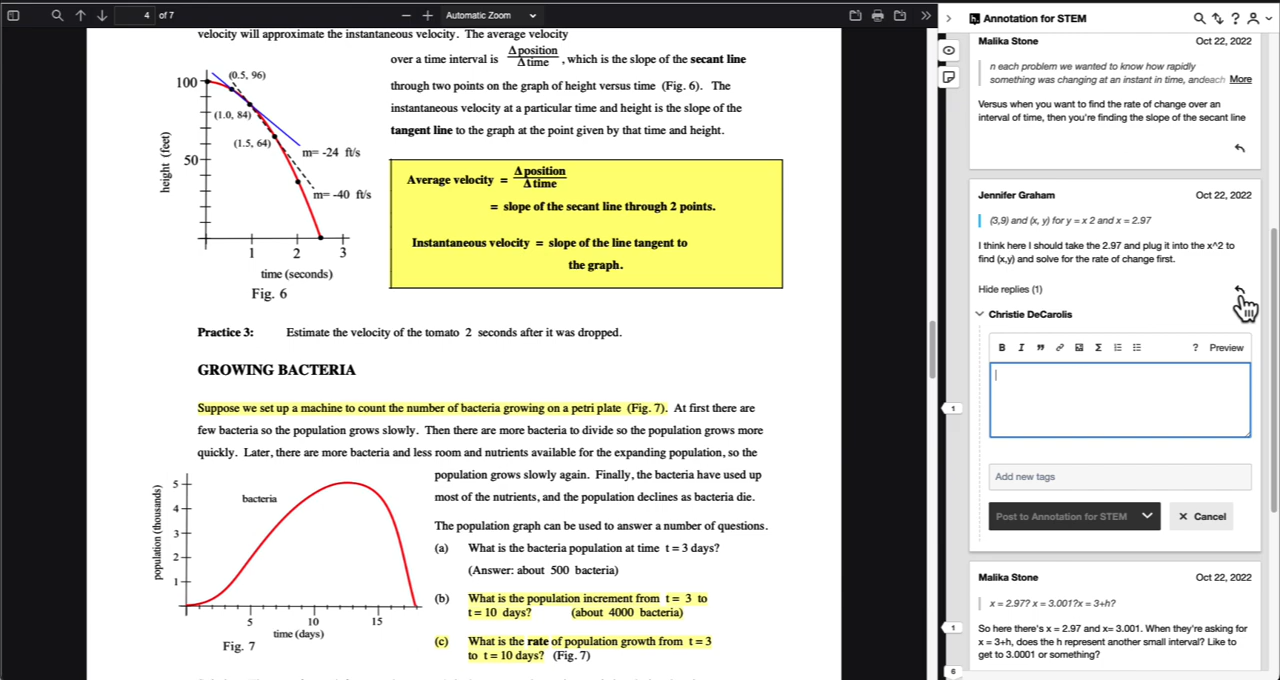 4 of 7
Automatic Zoom
velocity will approximate the instantaneous velocity. The average velocity
over a time interval is Δposition / Δtime , which is the slope of the secant line
through two points on the graph of height versus time (Fig. 6). The
instantaneous velocity at a particular time and height is the slope of the
tangent line to the graph at the point given by that time and height.
100
50
height (feet)
(0.5, 96)
(1.0, 84)
(1.5, 64)
m= -24 ft/s
m= -40 ft/s
1 2 3
time (seconds)
Fig. 6
Average velocity = Δposition / Δtime
= slope of the secant line through 2 points.
Instantaneous velocity = slope of the line tangent to
the graph.
Practice 3: Estimate the velocity of the tomato 2 seconds after it was dropped.
GROWING BACTERIA
Suppose we set up a machine to count the number of bacteria growing on a petri plate (Fig. 7). At first there are
few bacteria so the population grows slowly. Then there are more bacteria to divide so the population grows more
quickly. Later, there are more bacteria and less room and nutrients available for the expanding population, so the
population grows slowly again. Finally, the bacteria have used up
most of the nutrients, and the population declines as bacteria die.
The population graph can be used to answer a number of questions.
(a) What is the bacteria population at time t = 3 days?
(Answer: about 500 bacteria)
(b) What is the population increment from t = 3 to
t = 10 days? (about 4000 bacteria)
(c) What is the rate of population growth from t = 3
to t = 10 days? (Fig. 7)
5
4
3
2
1
population (thousands)
bacteria
5 10 15
time (days)
Fig. 7
Annotation for STEM
Malika Stone Oct 22, 2022
n each problem we wanted to know how rapidly
something was changing at an instant in time, andeach More
Versus when you want to find the rate of change over an
interval of time, then you're finding the slope of the secant line
Jennifer Graham Oct 22, 2022
(3,9) and (x, y) for y = x 2 and x = 2.97
I think here I should take the 2.97 and plug it into the x^2 to
find (x,y) and solve for the rate of change first.
Hide replies (1)
Christie DeCarolis
B I Σ ? Preview
1
Add new tags
Post to Annotation for STEM
× Cancel
Malika Stone Oct 22, 2022
x = 2.97? x = 3.001?x = 3+h?
1
So here there's x = 2.97 and x= 3.001. When they're asking for
x = 3+h, does the h represent another small interval? Like to
get to 3.0001 or something?
6